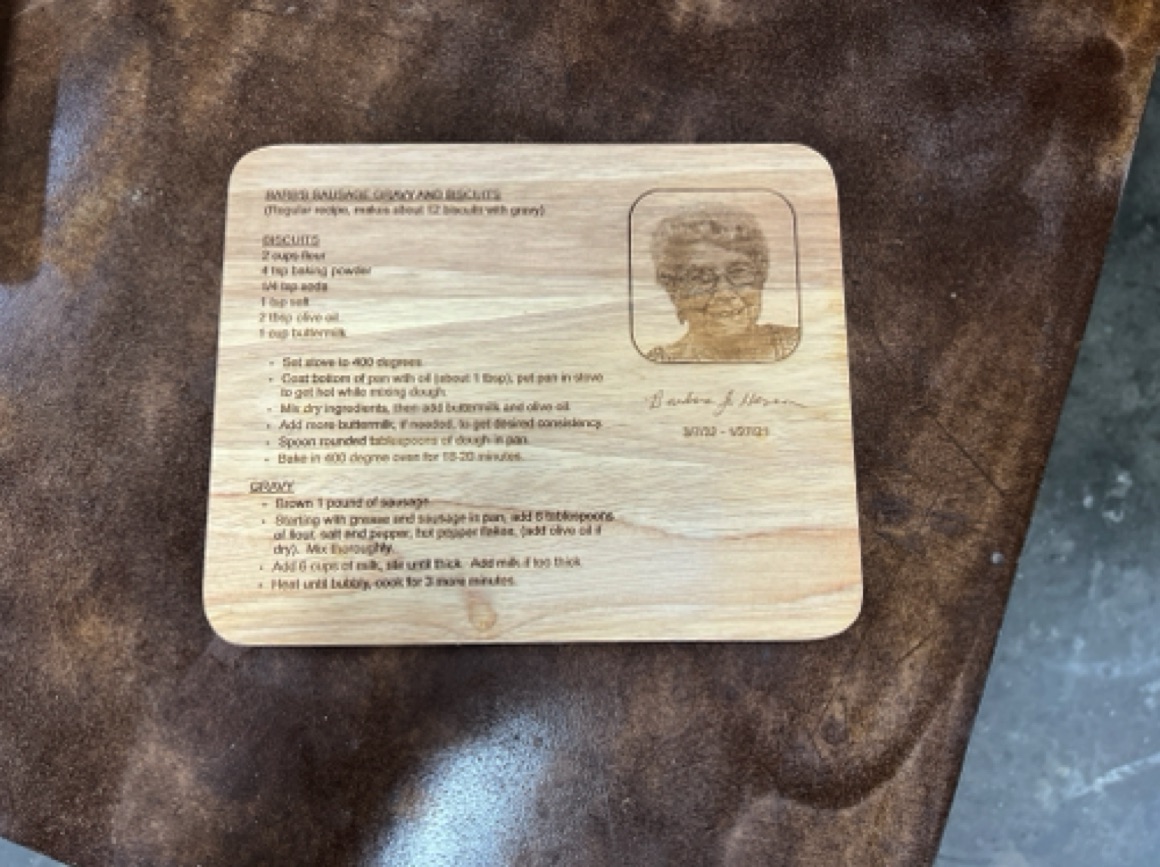 BARB'S SAUSAGE GRAVY AND BISCUITS
(Regular recipe, makes about 12 biscuits with gravy)
BISCUITS
2 cups flour
4 tsp baking powder
1/4 tsp soda
1 tsp salt
2 tbsp olive oil
1 cup buttermilk
• Set stove to 400 degrees
• Coat bottom of pan with oil (about 1 tbsp), put pan in stove
to get hot while mixing dough.
• Mix dry ingredients, then add buttermilk and olive oil.
• Add more buttermilk, if needed, to get desired consistency.
• Spoon rounded tablespoons of dough in pan.
• Bake in 400 degree oven for 18-20 minutes.
GRAVY
• Brown 1 pound of sausage
• Starting with grease and sausage in pan, add 6 tablespoons
of flour, salt and pepper, hot pepper flakes, (add olive oil if
dry). Mix thoroughly.
• Add 6 cups of milk, stir until thick. Add milk if too thick.
• Heat until bubbly, cook for 3 more minutes.
Barbara J.
3/7/32 - 1/27/21